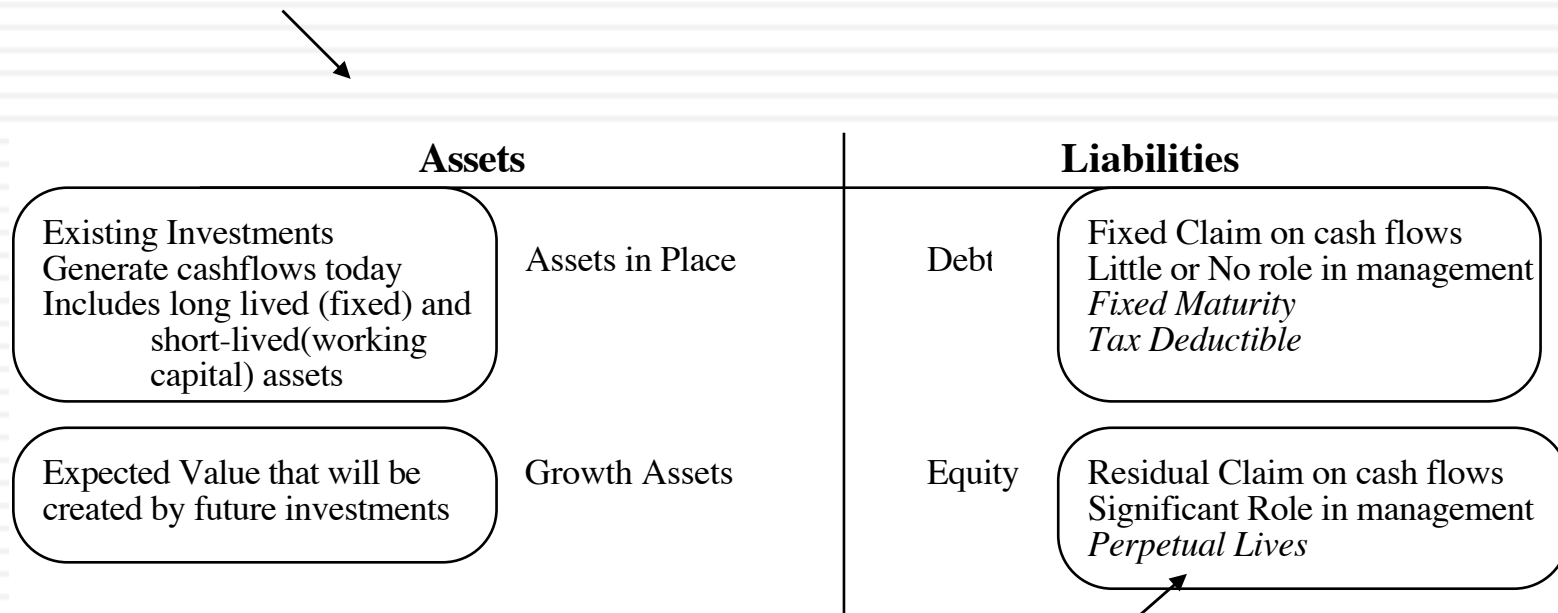 Assets
Liabilities
Existing Investments
Generate cashflows today
Includes long lived (fixed) and
short-lived(working
capital) assets
Assets in Place
Debt
Fixed Claim on cash flows
Little or No role in management
Fixed Maturity
Tax Deductible
Expected Value that will be
created by future investments
Growth Assets
Equity
Residual Claim on cash flows
Significant Role in management
Perpetual Lives